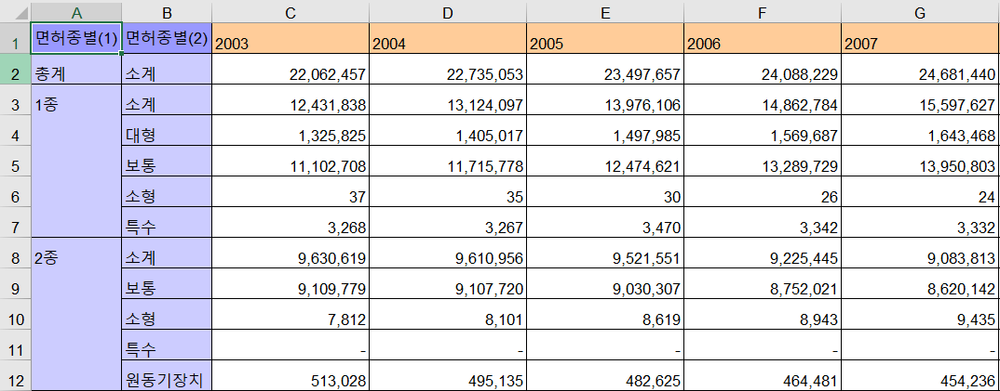 A B C D E F G
1 면허종별(1) 면허종별(2) 2003 2004 2005 2006 2007
2 총계 소계 22,062,457 22,735,053 23,497,657 24,088,229 24,681,440
3 1종 소계 12,431,838 13,124,097 13,976,106 14,862,784 15,597,627
4 대형 1,325,825 1,405,017 1,497,985 1,569,687 1,643,468
5 보통 11,102,708 11,715,778 12,474,621 13,289,729 13,950,803
6 소형 37 35 30 26 24
7 특수 3,268 3,267 3,470 3,342 3,332
8 2종 소계 9,630,619 9,610,956 9,521,551 9,225,445 9,083,813
9 보통 9,109,779 9,107,720 9,030,307 8,752,021 8,620,142
10 소형 7,812 8,101 8,619 8,943 9,435
11 특수 - - - - -
12 원동기장치 513,028 495,135 482,625 464,481 454,236